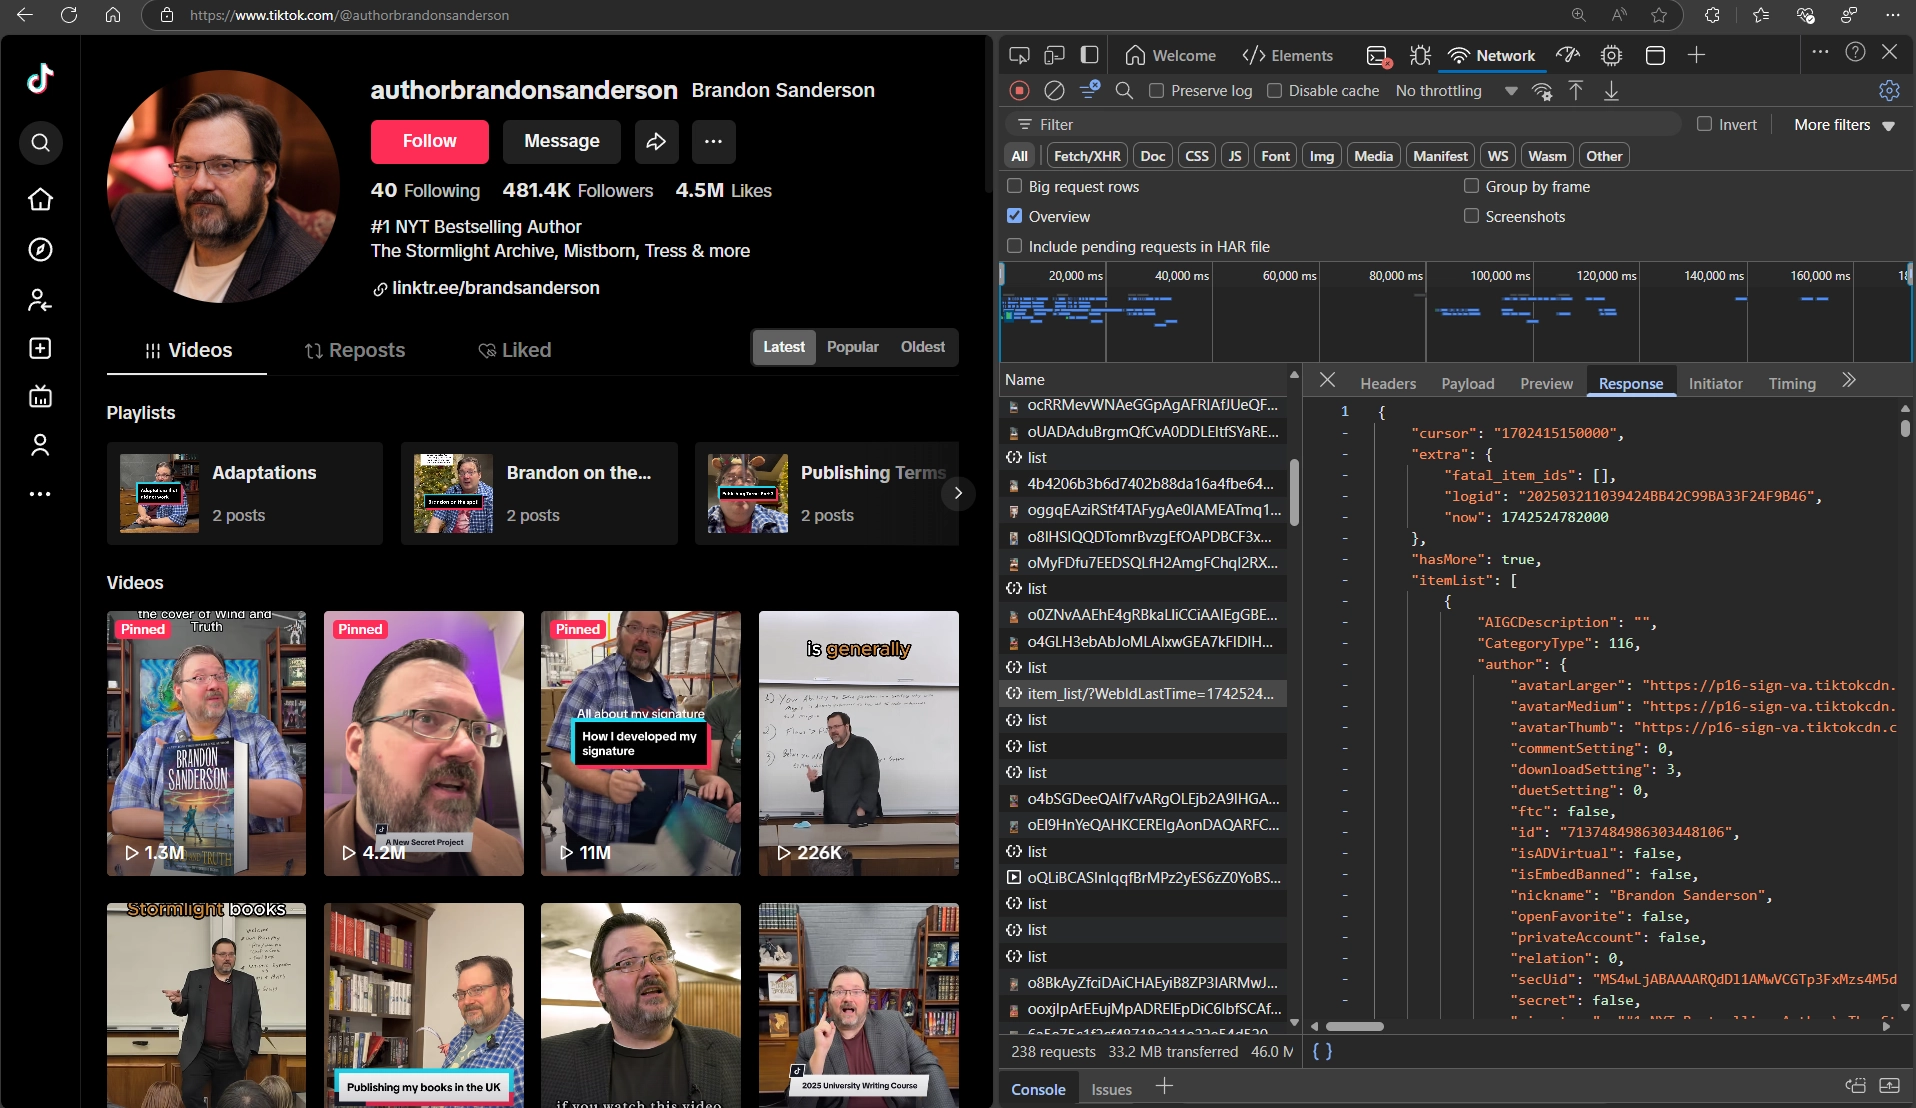 https://www.tiktok.com/@authorbrandonsanderson
authorbrandonsanderson Brandon Sanderson
Follow
Message
40 Following 481.4K Followers 4.5M Likes
#1 NYT Bestselling Author
The Stormlight Archive, Mistborn, Tress & more
linktr.ee/brandsanderson
Videos
Reposts
Liked
Latest
Popular
Oldest
Playlists
Adaptations
2 posts
Brandon on the...
2 posts
Publishing Terms
2 posts
Videos
the cover of Wind and
Truth
Pinned
BRANDON
SANDERSON
TRUTH
1.3M
Pinned
A New Secret Project
4.2M
Pinned
All about my signature
How I developed my
signature
11M
is generally
226K
Stormlight books
Publishing my books in the UK
if you watch this video
2025 University Writing Course
Welcome
Elements
Network
Preserve log
Disable cache
No throttling
Filter
Invert
More filters
All
Fetch/XHR
Doc
CSS
JS
Font
Img
Media
Manifest
WS
Wasm
Other
Big request rows
Group by frame
Overview
Screenshots
Include pending requests in HAR file
20,000 ms
40,000 ms
60,000 ms
80,000 ms
100,000 ms
120,000 ms
140,000 ms
160,000 ms
Name
ocRRMevWNAeGGpAgAFRIAfJUeQF...
oUADAduBrgmQfCvA0DDLEItfSYaRE...
list
4b4206b3b6d7402b88da16a4fbe64...
oggqEAziRStf4TAFygAe0IAMEATmq1...
o8IHSIQQDTomrBvzgEfOAPDBCF3x...
oMyFDfu7EEDSQLfH2AmgFChqI2RX...
list
o0ZNvAAEhE4gRBkaLIiCCiAAIEgGBE...
o4GLH3ebAbJoMLAIxwGEA7kFIDIH...
list
item_list/?WebIdLastTime=1742524...
list
list
list
o4bSGDeeQAIf7vARgOLEjb2A9IHGA...
oEI9HnYeQAHKCEREIgAonDAQARFC...
list
oQLiBCASInIqqfBrMPz2yES6zZ0YoBS...
list
list
list
o8BkAyZfciDAiCHAEyiB8ZP3IARMwJ...
ooxjIpArEEujMpADREIEpDiC6IbfSCAf...
Headers
Payload
Preview
Response
Initiator
Timing
1 {
"cursor": "1702415150000",
"extra": {
"fatal_item_ids": [],
"logid": "202503211039424BB42C99BA33F24F9B46",
"now": 1742524782000
},
"hasMore": true,
"itemList": [
{
"AIGCDescription": "",
"CategoryType": 116,
"author": {
"avatarLarger": "https://p16-sign-va.tiktokcdn.
"avatarMedium": "https://p16-sign-va.tiktokcdn.
"avatarThumb": "https://p16-sign-va.tiktokcdn.c
"commentSetting": 0,
"downloadSetting": 3,
"duetSetting": 0,
"ftc": false,
"id": "7137484986303448106",
"isADVirtual": false,
"isEmbedBanned": false,
"nickname": "Brandon Sanderson",
"openFavorite": false,
"privateAccount": false,
"relation": 0,
"secUid": "MS4wLjABAAAARQdDl1AMwVCGTp3FxMzs4M5d
"secret": false,
238 requests 33.2 MB transferred 46.0 M
{ }
Console
Issues